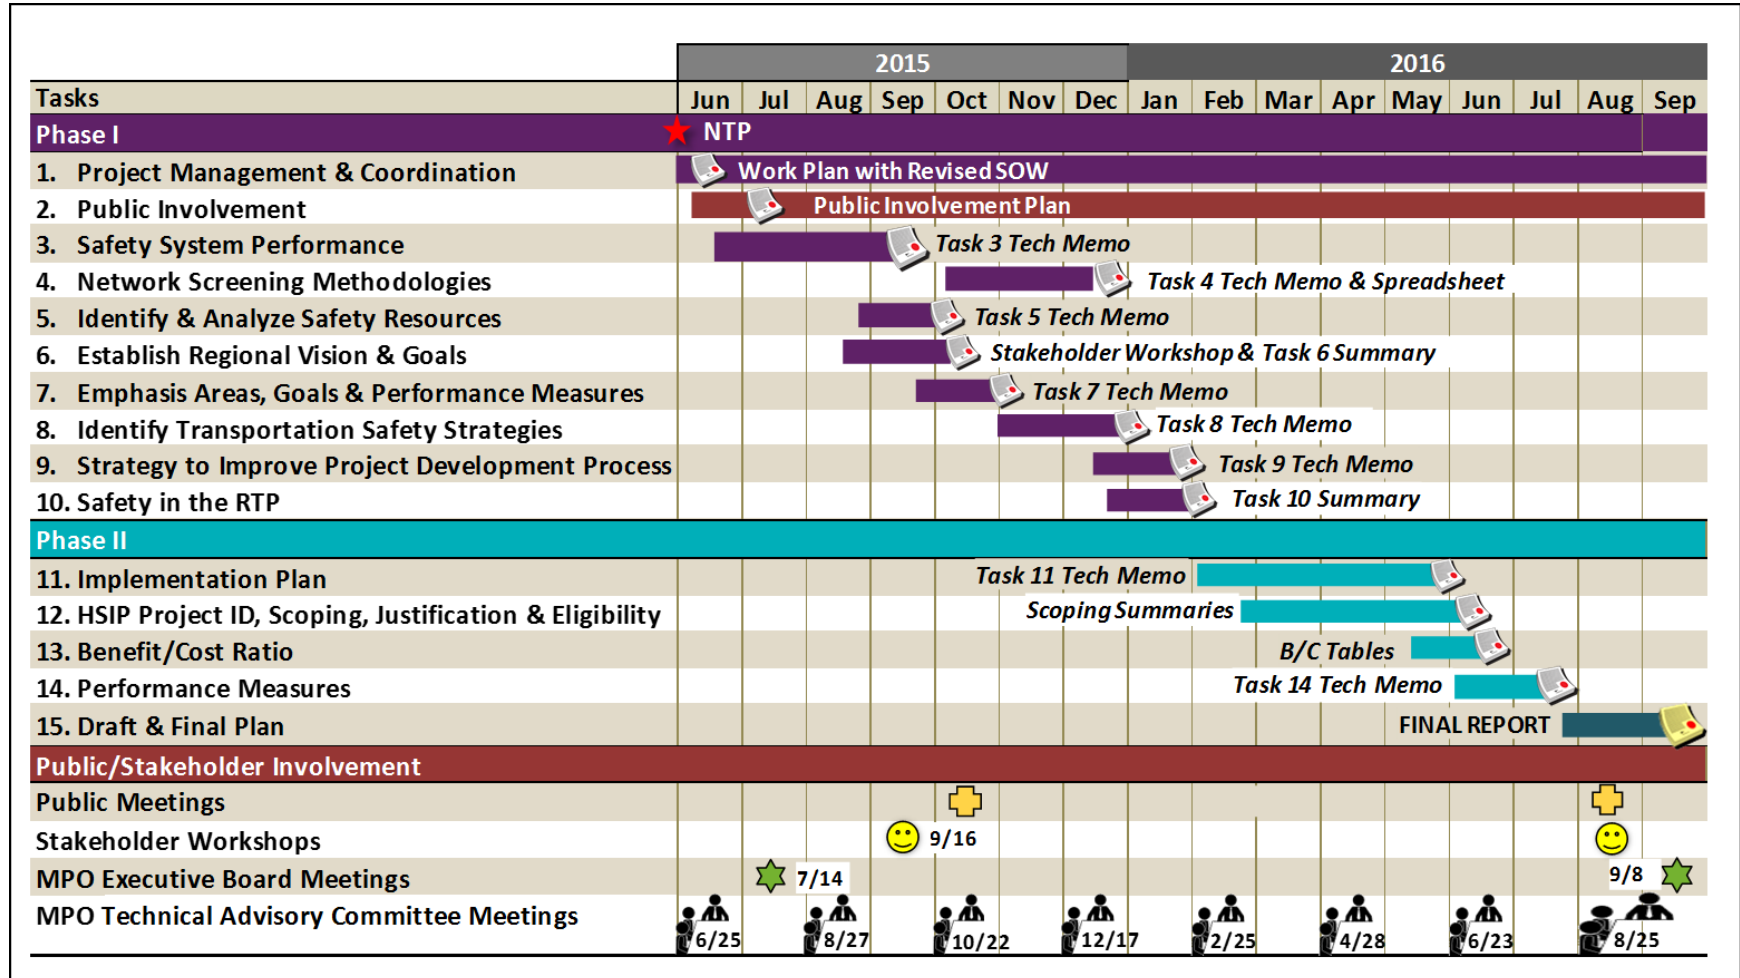 2015 2016
Tasks Jun Jul Aug Sep Oct Nov Dec Jan Feb Mar Apr May Jun Jul Aug Sep
Phase I NTP
1. Project Management & Coordination Work Plan with Revised SOW
2. Public Involvement Public Involvement Plan
3. Safety System Performance Task 3 Tech Memo
4. Network Screening Methodologies Task 4 Tech Memo & Spreadsheet
5. Identify & Analyze Safety Resources Task 5 Tech Memo
6. Establish Regional Vision & Goals Stakeholder Workshop & Task 6 Summary
7. Emphasis Areas, Goals & Performance Measures Task 7 Tech Memo
8. Identify Transportation Safety Strategies Task 8 Tech Memo
9. Strategy to Improve Project Development Process Task 9 Tech Memo
10. Safety in the RTP Task 10 Summary
Phase II
11. Implementation Plan Task 11 Tech Memo
12. HSIP Project ID, Scoping, Justification & Eligibility Scoping Summaries
13. Benefit/Cost Ratio B/C Tables
14. Performance Measures Task 14 Tech Memo
15. Draft & Final Plan FINAL REPORT
Public/Stakeholder Involvement
Public Meetings
Stakeholder Workshops 9/16
MPO Executive Board Meetings 7/14 9/8
MPO Technical Advisory Committee Meetings 6/25 8/27 10/22 12/17 2/25 4/28 6/23 8/25